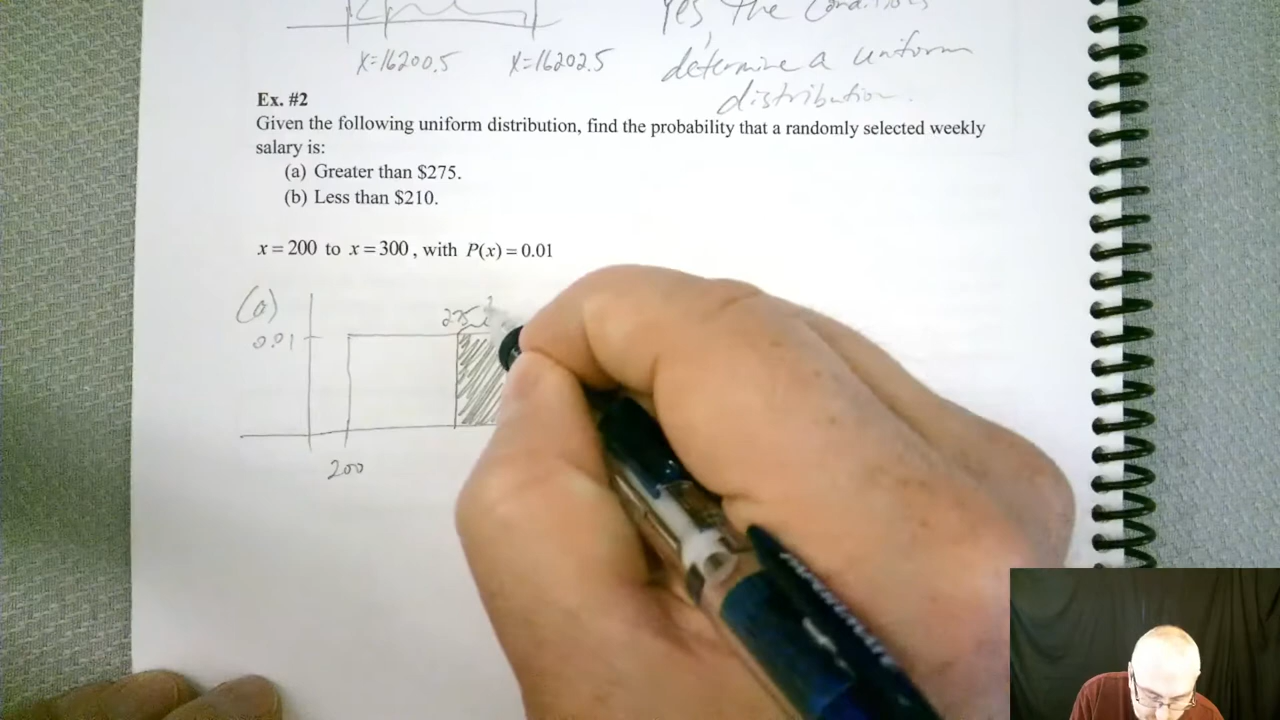 x=16200.5 x=16202.5
Yes, the conditions
determine a uniform
distribution.
Ex. #2
Given the following uniform distribution, find the probability that a randomly selected weekly
salary is:
(a) Greater than $275.
(b) Less than $210.
x = 200 to x = 300, with P(x) = 0.01
(a)
275
0.01
200